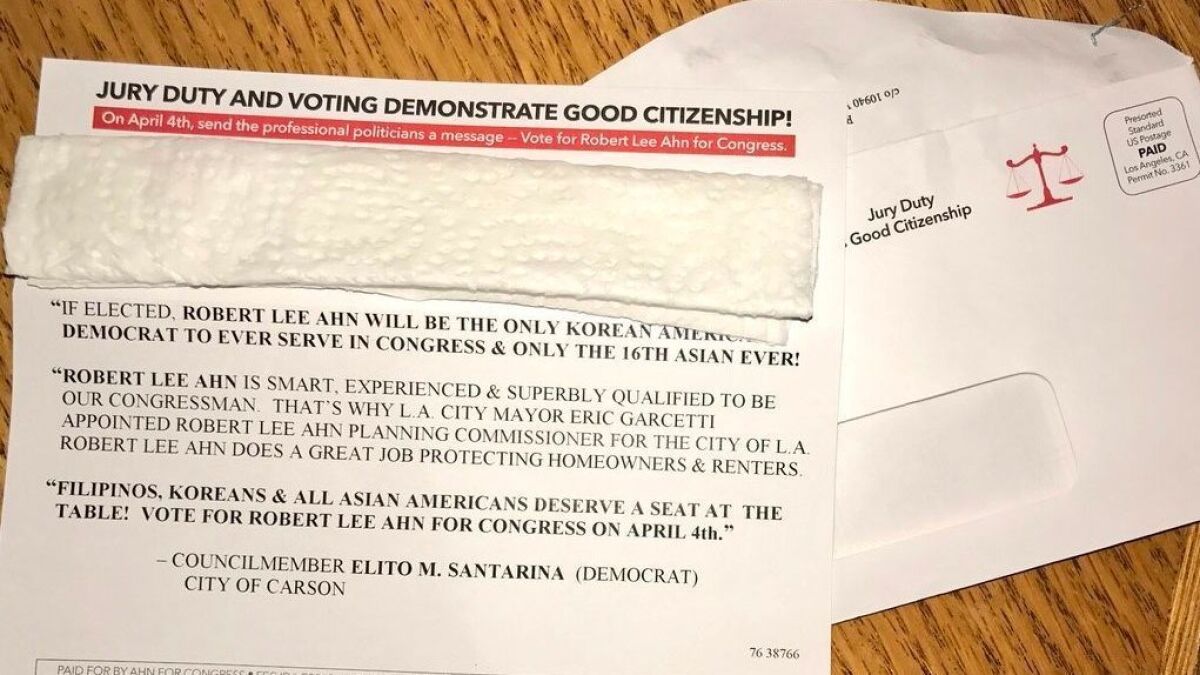 JURY DUTY AND VOTING DEMONSTRATE GOOD CITIZENSHIP!
On April 4th, send the professional politicians a message – Vote for Robert Lee Ahn for Congress.
“IF ELECTED, ROBERT LEE AHN WILL BE THE ONLY KOREAN
DEMOCRAT TO EVER SERVE IN CONGRESS & ONLY THE 16TH ASIAN EVER!
“ROBERT LEE AHN IS SMART, EXPERIENCED & SUPERBLY QUALIFIED TO BE
OUR CONGRESSMAN. THAT’S WHY L.A. CITY MAYOR ERIC GARCETTI
APPOINTED ROBERT LEE AHN PLANNING COMMISSIONER FOR THE CITY OF L.A.
ROBERT LEE AHN DOES A GREAT JOB PROTECTING HOMEOWNERS & RENTERS.
“FILIPINOS, KOREANS & ALL ASIAN AMERICANS DESERVE A SEAT AT THE
TABLE! VOTE FOR ROBERT LEE AHN FOR CONGRESS ON APRIL 4th.”
– COUNCILMEMBER ELITO M. SANTARINA (DEMOCRAT)
CITY OF CARSON
76 38766
PAID FOR BY AHN FOR CONGRESS
c/o 10940
Jury Duty
Good Citizenship
Presorted
Standard
US Postage
PAID
Los Angeles, CA
Permit No. 3361